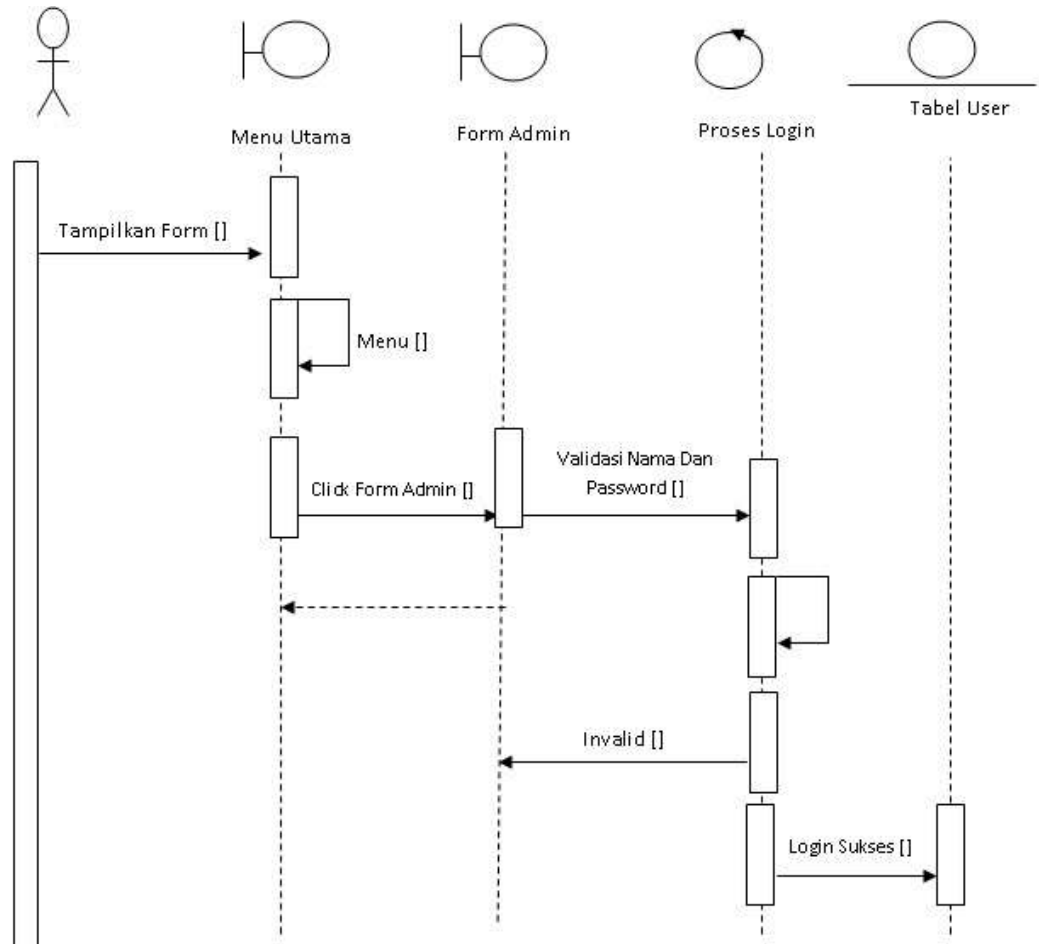 Tabel User
Menu Utama
Form Admin
Proses Login
Tampilkan Form []
Menu []
Validasi Nama Dan
Password []
Click Form Admin []
Invalid []
Login Sukses []